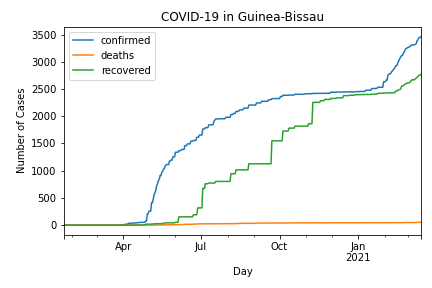 COVID-19 in Guinea-Bissau
confirmed
deaths
recovered
Number of Cases
3500
3000
2500
2000
1500
1000
500
0
Apr Jul Oct Jan
2021
Day